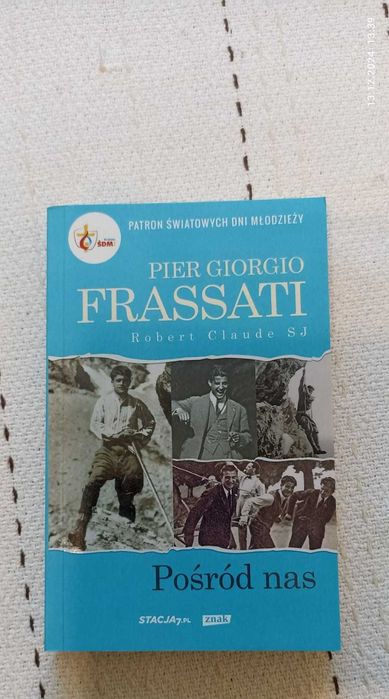 13.12.2024 13:39
ŚDM
PATRON ŚWIATOWYCH DNI MŁODZIEŻY
PIER GIORGIO
FRASSATI
Robert Claude SJ
Pośród nas
STACJA7.PL
znak